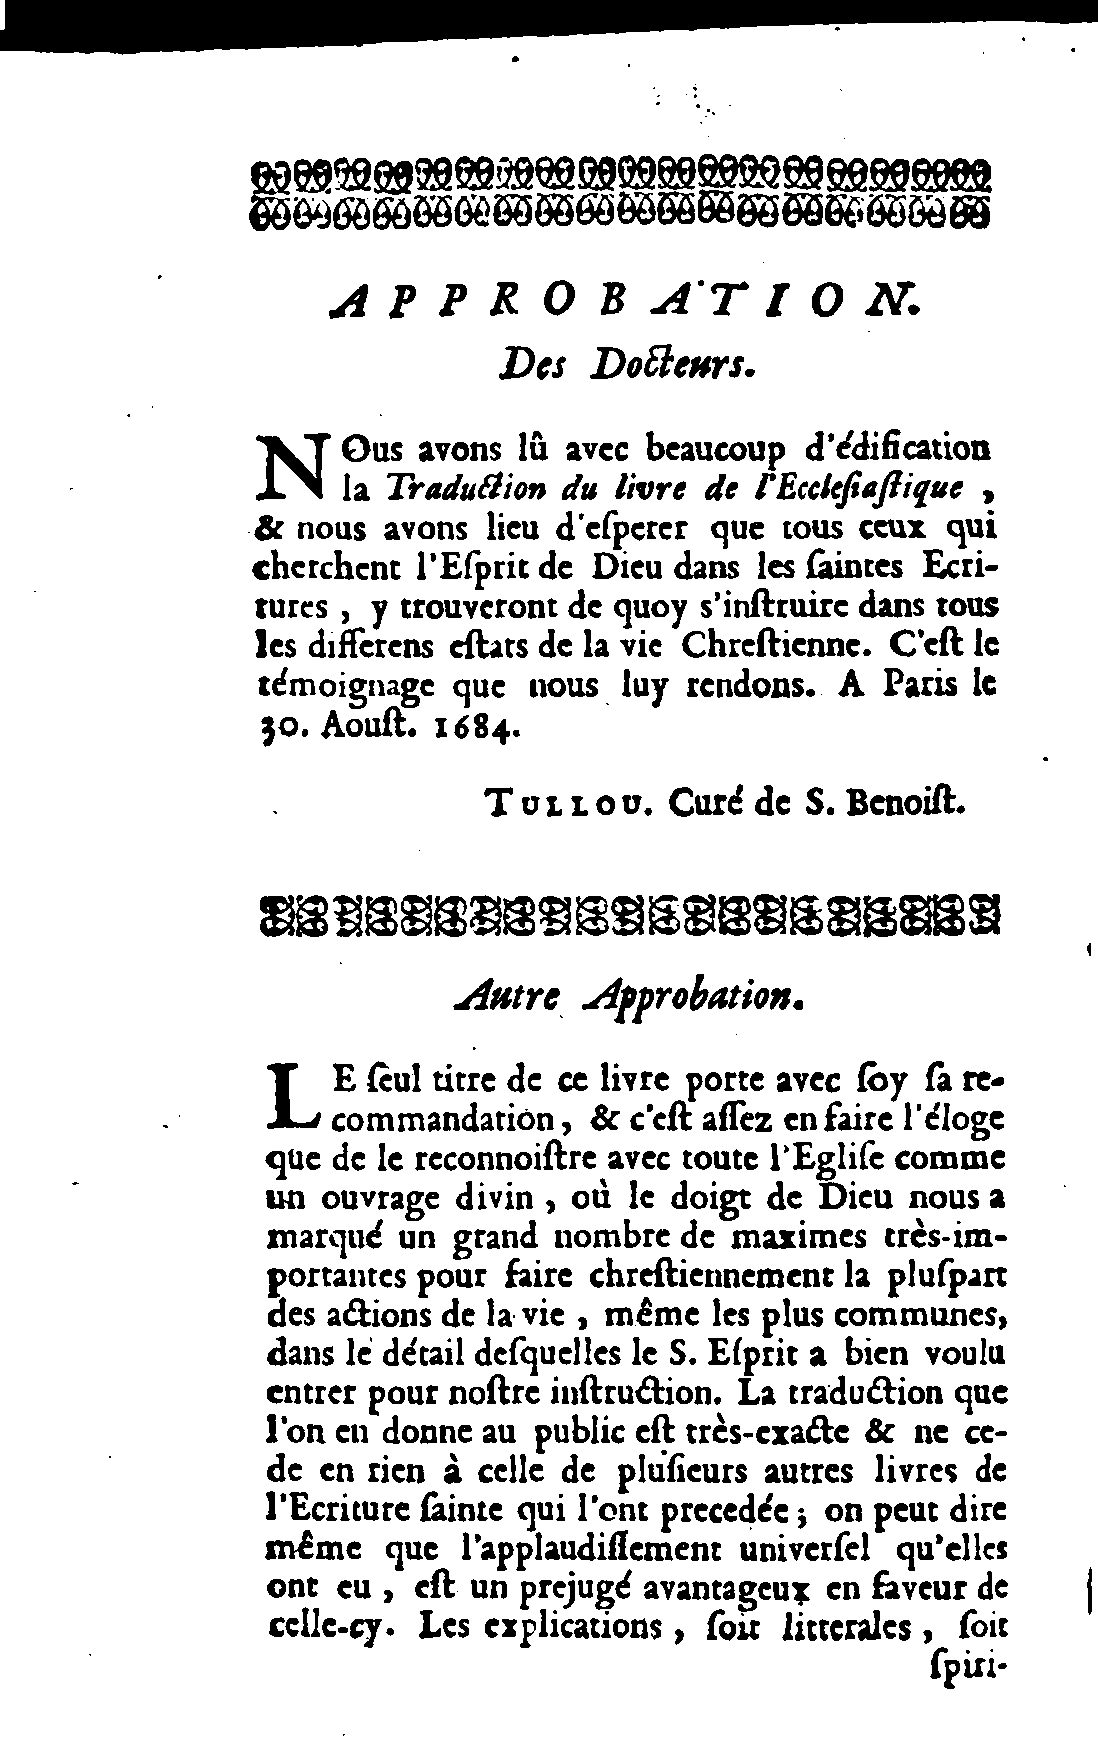 APPROBATION.
Des Docteurs.
NOus avons lû avec beaucoup d'édification
la Traduction du livre de l'Ecclesiastique ,
& nous avons lieu d'eſperer que tous ceux qui
cherchent l'Eſprit de Dieu dans les ſaintes Ecri-
tures , y trouveront de quoy s'inſtruire dans tous
les differens eſtats de la vie Chreſtienne. C'eſt le
témoignage que nous luy rendons. A Paris le
30. Aouſt. 1684.
TULLOU. Curé de S. Benoiſt.
Autre Approbation.
LE ſeul titre de ce livre porte avec ſoy ſa re-
commandation, & c'eſt aſſez en faire l'éloge
que de le reconnoiſtre avec toute l'Egliſe comme
un ouvrage divin , où le doigt de Dieu nous a
marqué un grand nombre de maximes très-im-
portantes pour faire chreſtiennement la pluſpart
des actions de la vie , même les plus communes,
dans le détail deſquelles le S. Eſprit a bien voulu
entrer pour noſtre inſtruction. La traduction que
l'on en donne au public eſt très-exacte & ne ce-
de en rien à celle de pluſieurs autres livres de
l'Ecriture ſainte qui l'ont precedée ; on peut dire
même que l'applaudiſſement univerſel qu'elles
ont eu , eſt un prejugé avantageux en faveur de
celle-cy. Les explications , ſoit litterales , ſoit
ſpiri-